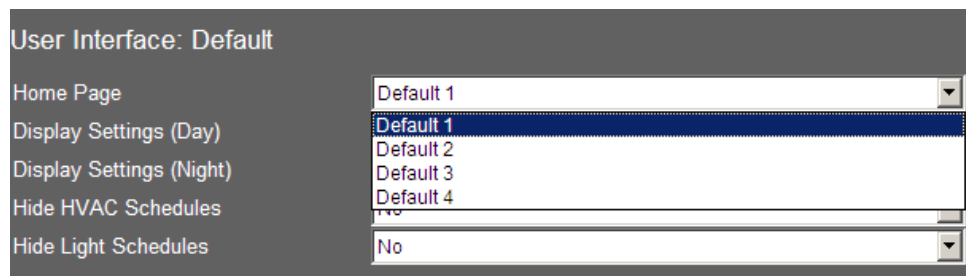 User Interface: Default
Home Page Default 1
Display Settings (Day) Default 1
Default 2
Display Settings (Night) Default 3
Default 4
Hide HVAC Schedules
Hide Light Schedules No